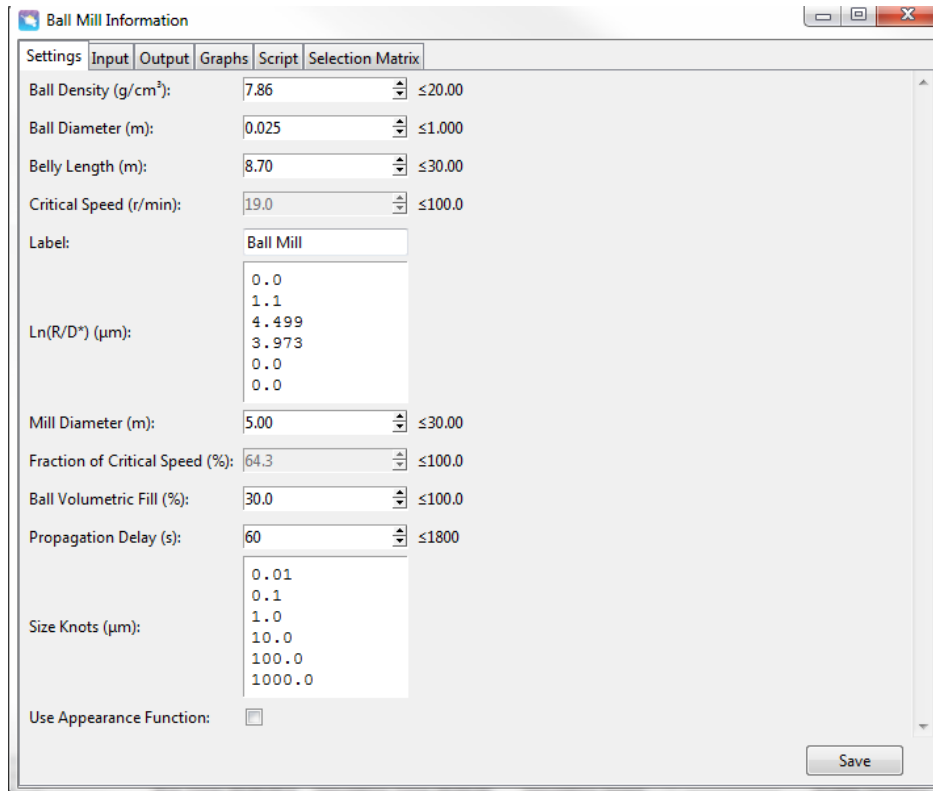 Ball Mill Information
Settings Input Output Graphs Script Selection Matrix
Ball Density (g/cm³): 7.86 ≤20.00
Ball Diameter (m): 0.025 ≤1.000
Belly Length (m): 8.70 ≤30.00
Critical Speed (r/min): 19.0 ≤100.0
Label: Ball Mill
Ln(R/D*) (μm):
0.0
1.1
4.499
3.973
0.0
0.0
Mill Diameter (m): 5.00 ≤30.00
Fraction of Critical Speed (%): 64.3 ≤100.0
Ball Volumetric Fill (%): 30.0 ≤100.0
Propagation Delay (s): 60 ≤1800
Size Knots (μm):
0.01
0.1
1.0
10.0
100.0
1000.0
Use Appearance Function:
Save